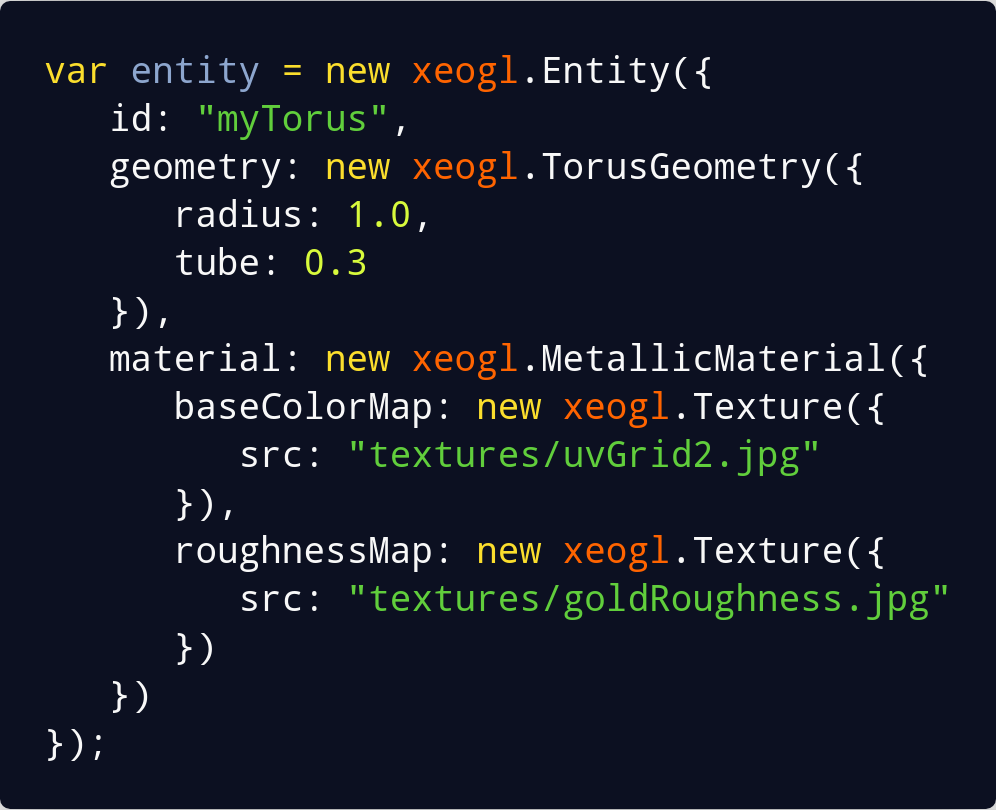 var entity = new xeogl.Entity({
   id: "myTorus",
   geometry: new xeogl.TorusGeometry({
      radius: 1.0,
      tube: 0.3
   }),
   material: new xeogl.MetallicMaterial({
      baseColorMap: new xeogl.Texture({
         src: "textures/uvGrid2.jpg"
      }),
      roughnessMap: new xeogl.Texture({
         src: "textures/goldRoughness.jpg"
      })
   })
});